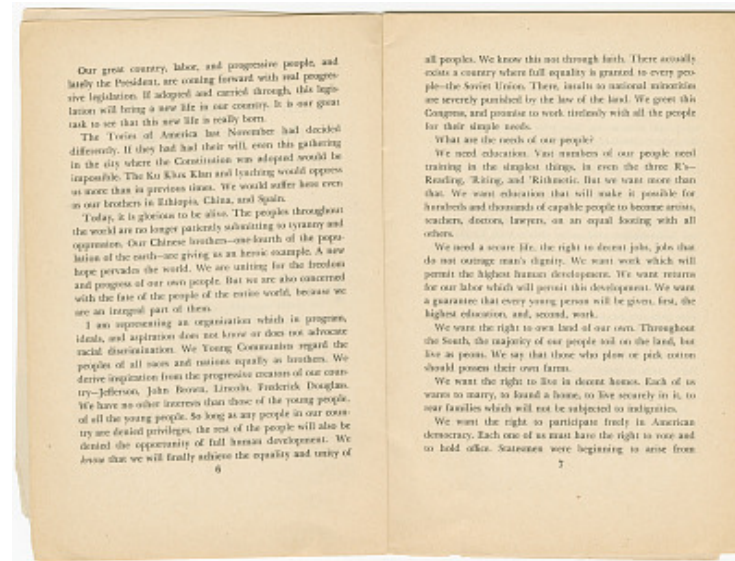 Our great country, labor, and progressive people, and
lately the President, are coming forward with real progres-
sive legislation. If adopted and carried through, this legis-
lation will bring a new life in our country. It is our great
task to see that this new life is really born.
The Tories of America last November had decided
differently. If they had had their will, even this gathering
in the city where the Constitution was adopted would be
impossible. The Ku Klux Klan and lynching would oppress
us more than in previous times. We would suffer here even
as our brothers in Ethiopia, China, and Spain.
Today, it is glorious to be alive. The peoples throughout
the world are no longer patiently submitting to tyranny and
oppression. Our Chinese brothers—one-fourth of the popu-
lation of the earth—are giving us an heroic example. A new
hope pervades the world. We are uniting for the freedom
and progress of our own people. But we are also concerned
with the fate of the people of the entire world, because we
are an integral part of them.
I am representing an organization which in program,
ideals, and aspiration does not know or does not advocate
racial discrimination. We Young Communists regard the
peoples of all races and nations equally as brothers. We
derive inspiration from the progressive creators of our coun-
try—Jefferson, John Brown, Lincoln, Frederick Douglass.
We have no other interests than those of the young people,
of all the young people. So long as any people in our coun-
try are denied privileges, the rest of the people will also be
denied the opportunity of full human development. We
know that we will finally achieve the equality and unity of
6
all peoples. We know this not through faith. There actually
exists a country where full equality is granted to every peo-
ple—the Soviet Union. There, insults to national minorities
are severely punished by the law of the land. We greet this
Congress, and promise to work tirelessly with all the people
for their simple needs.
What are the needs of our people?
We need education. Vast numbers of our people need
training in the simplest things, in even the three R's—
Reading, 'Riting, and 'Rithmetic. But we want more than
that. We want education that will make it possible for
hundreds and thousands of capable people to become artists,
teachers, doctors, lawyers, on an equal footing with all
others.
We need a secure life, the right to decent jobs, jobs that
do not outrage man's dignity. We want work which will
permit the highest human development. We want returns
for our labor which will permit this development. We want
a guarantee that every young person will be given, first, the
highest education, and, second, work.
We want the right to own land of our own. Throughout
the South, the majority of our people toil on the land, but
live as peons. We say that those who plow or pick cotton
should possess their own farms.
We want the right to live in decent homes. Each of us
wants to marry, to found a home, to live securely in it, to
rear families which will not be subjected to indignities.
We want the right to participate freely in American
democracy. Each one of us must have the right to vote and
to hold office. Statesmen were beginning to arise from
7